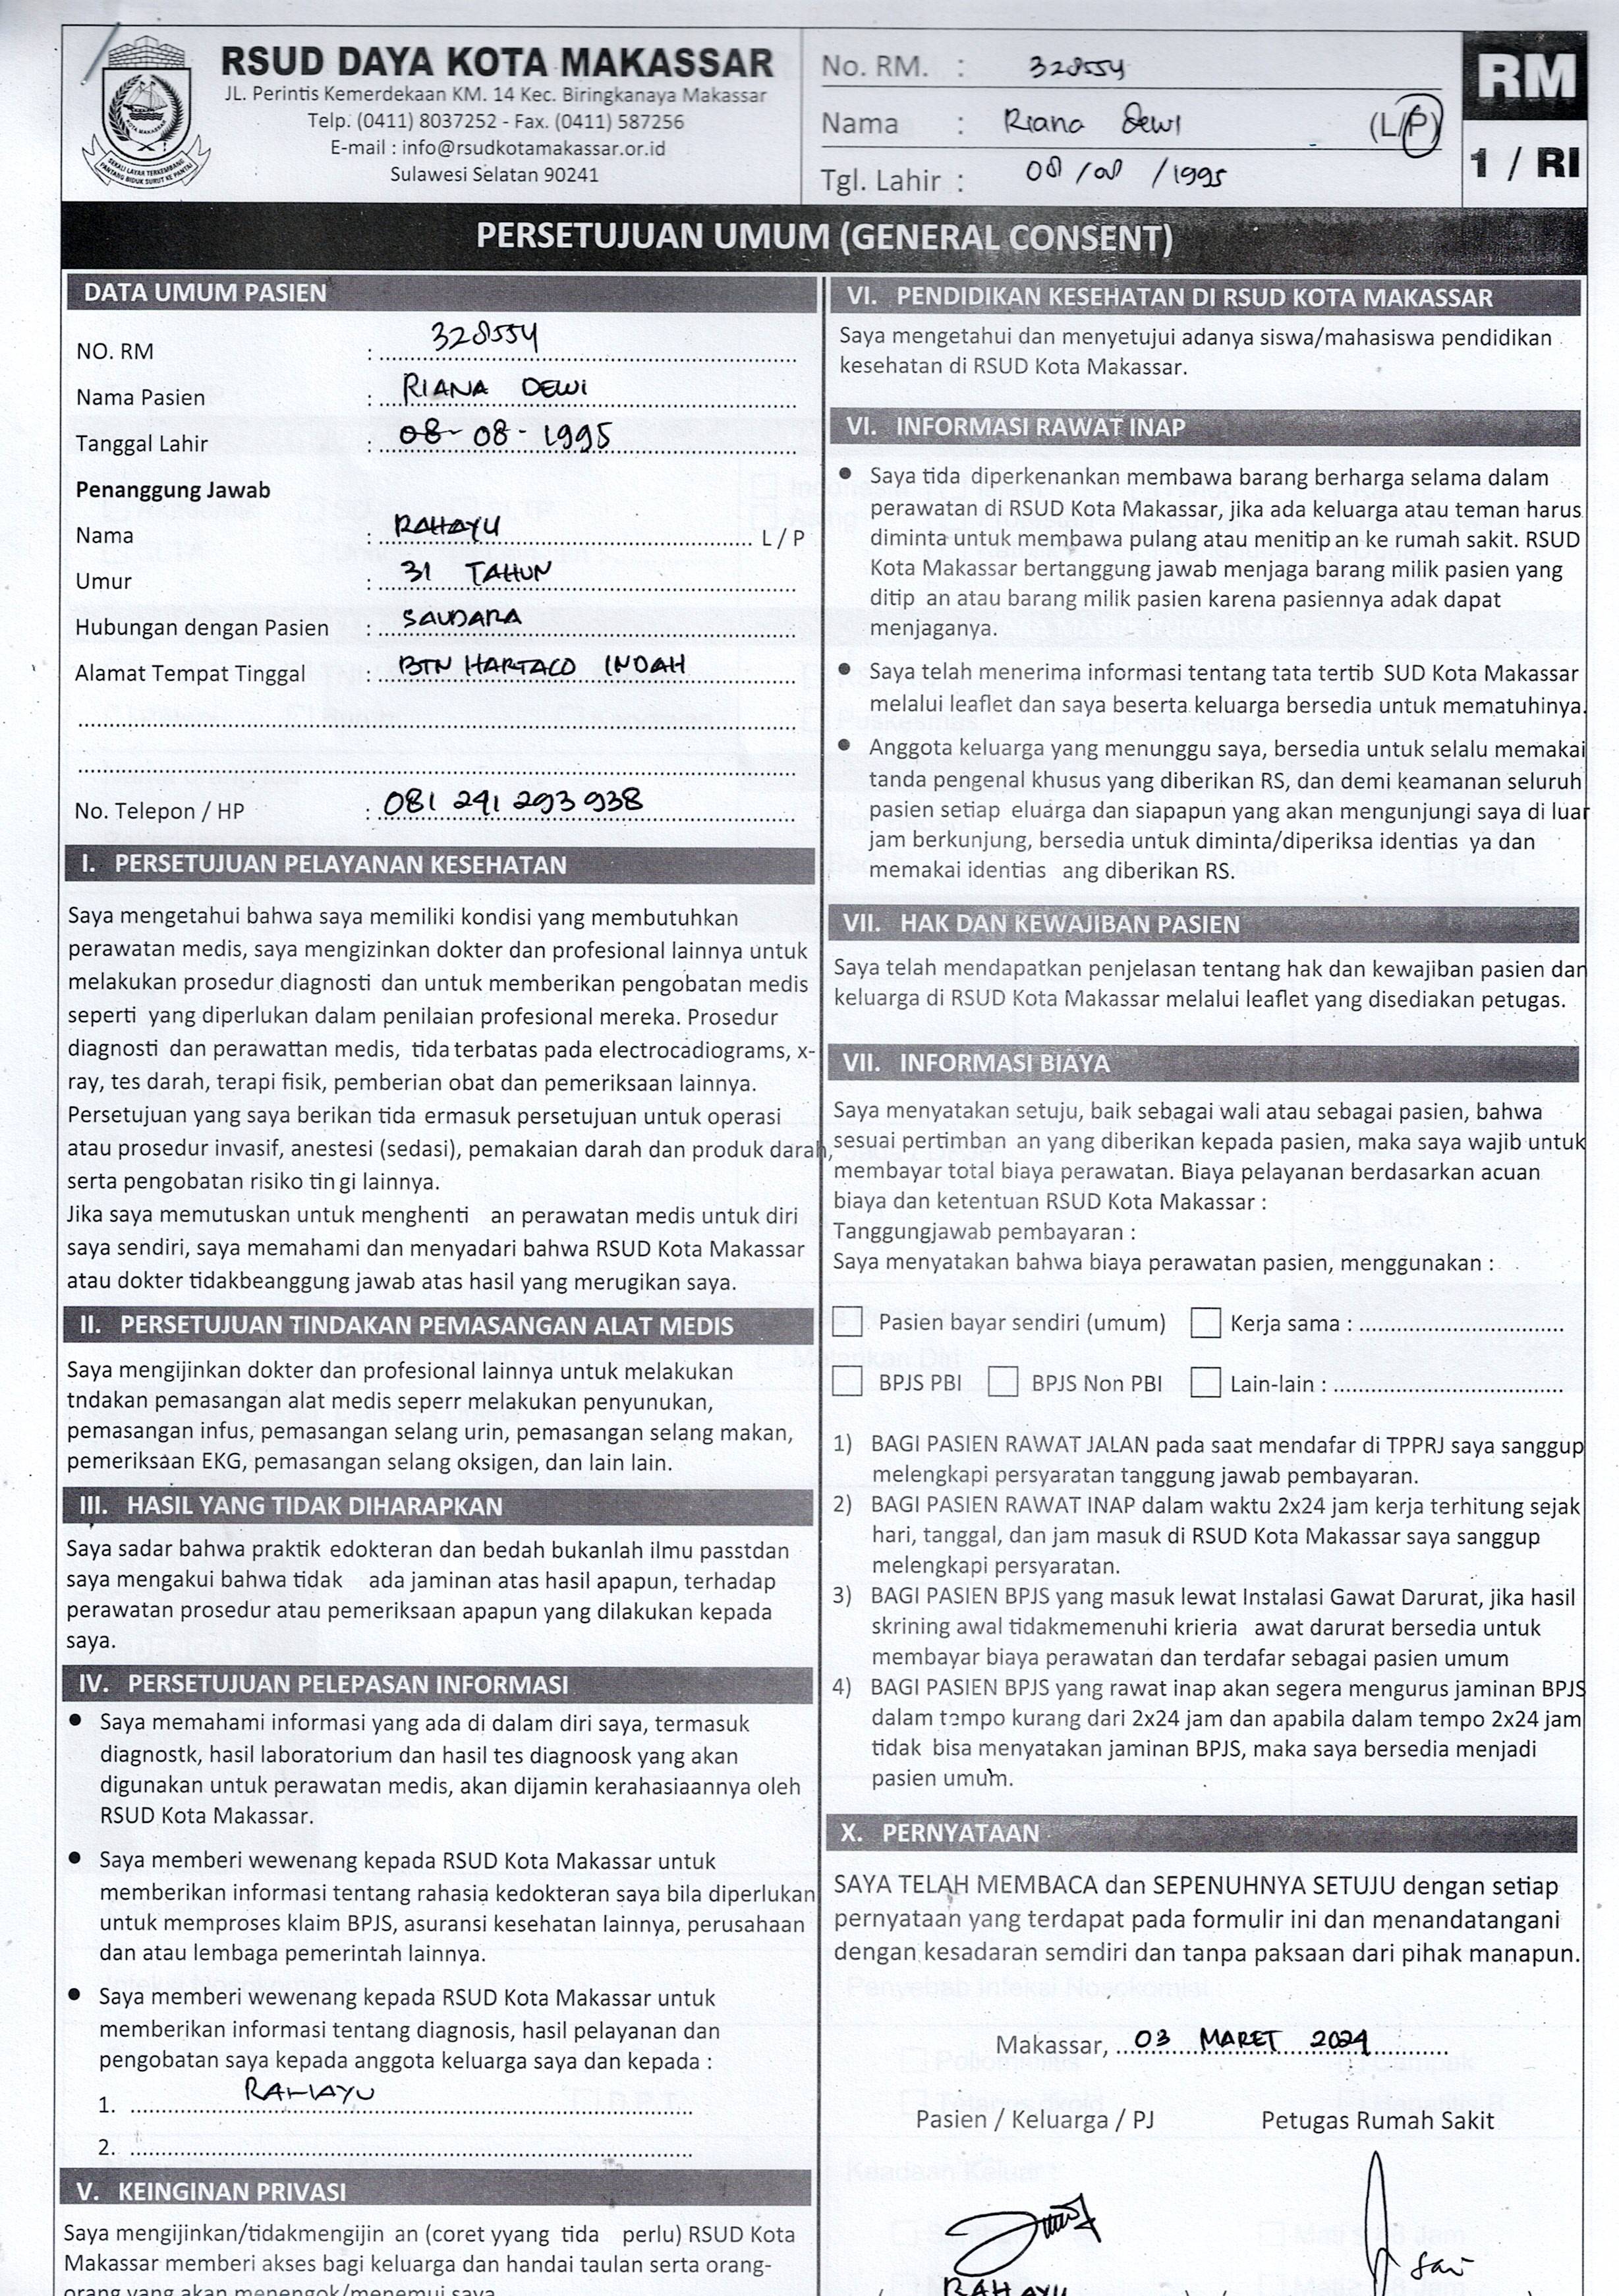 RSUD DAYA KOTA MAKASSAR
JL. Perintis Kemerdekaan KM. 14 Kec. Biringkanaya Makassar
Telp. (0411) 8037252 - Fax. (0411) 587256
E-mail : info@rsudkotamakassar.or.id
Sulawesi Selatan 90241
No. RM. : 328554
Nama : Riana Dewi (L/P)
Tgl. Lahir : 08/08/1995
RM
1 / RI
PERSETUJUAN UMUM (GENERAL CONSENT)
DATA UMUM PASIEN
NO. RM : 328554
Nama Pasien : RIANA DEWI
Tanggal Lahir : 08-08-1995
Penanggung Jawab
Nama : RAHAYU L / P
Umur : 31 TAHUN
Hubungan dengan Pasien : SAUDARA
Alamat Tempat Tinggal : BTN HARTACO INDAH
No. Telepon / HP : 081 291 293 938
I. PERSETUJUAN PELAYANAN KESEHATAN
Saya mengetahui bahwa saya memiliki kondisi yang membutuhkan
perawatan medis, saya mengizinkan dokter dan profesional lainnya untuk
melakukan prosedur diagnosti dan untuk memberikan pengobatan medis
seperti yang diperlukan dalam penilaian profesional mereka. Prosedur
diagnosti dan perawattan medis, tida terbatas pada electrocadiograms, x-
ray, tes darah, terapi fisik, pemberian obat dan pemeriksaan lainnya.
Persetujuan yang saya berikan tida ermasuk persetujuan untuk operasi
atau prosedur invasif, anestesi (sedasi), pemakaian darah dan produk darah,
serta pengobatan risiko tin gi lainnya.
Jika saya memutuskan untuk menghenti an perawatan medis untuk diri
saya sendiri, saya memahami dan menyadari bahwa RSUD Kota Makassar
atau dokter tidakbeanggung jawab atas hasil yang merugikan saya.
II. PERSETUJUAN TINDAKAN PEMASANGAN ALAT MEDIS
Saya mengijinkan dokter dan profesional lainnya untuk melakukan
tndakan pemasangan alat medis seperr melakukan penyunukan,
pemasangan infus, pemasangan selang urin, pemasangan selang makan,
pemeriksaan EKG, pemasangan selang oksigen, dan lain lain.
III. HASIL YANG TIDAK DIHARAPKAN
Saya sadar bahwa praktik edokteran dan bedah bukanlah ilmu passtdan
saya mengakui bahwa tidak ada jaminan atas hasil apapun, terhadap
perawatan prosedur atau pemeriksaan apapun yang dilakukan kepada
saya.
IV. PERSETUJUAN PELEPASAN INFORMASI
● Saya memahami informasi yang ada di dalam diri saya, termasuk
diagnostk, hasil laboratorium dan hasil tes diagnoosk yang akan
digunakan untuk perawatan medis, akan dijamin kerahasiaannya oleh
RSUD Kota Makassar.
● Saya memberi wewenang kepada RSUD Kota Makassar untuk
memberikan informasi tentang rahasia kedokteran saya bila diperlukan
untuk memproses klaim BPJS, asuransi kesehatan lainnya, perusahaan
dan atau lembaga pemerintah lainnya.
● Saya memberi wewenang kepada RSUD Kota Makassar untuk
memberikan informasi tentang diagnosis, hasil pelayanan dan
pengobatan saya kepada anggota keluarga saya dan kepada :
1. RAHAYU
2.
V. KEINGINAN PRIVASI
Saya mengijinkan/tidakmengijin an (coret yyang tida perlu) RSUD Kota
Makassar memberi akses bagi keluarga dan handai taulan serta orang-
orang yang akan menengok/menemui saya
VI. PENDIDIKAN KESEHATAN DI RSUD KOTA MAKASSAR
Saya mengetahui dan menyetujui adanya siswa/mahasiswa pendidikan
kesehatan di RSUD Kota Makassar.
VI. INFORMASI RAWAT INAP
● Saya tida diperkenankan membawa barang berharga selama dalam
perawatan di RSUD Kota Makassar, jika ada keluarga atau teman harus
diminta untuk membawa pulang atau menitip an ke rumah sakit. RSUD
Kota Makassar bertanggung jawab menjaga barang milik pasien yang
ditip an atau barang milik pasien karena pasiennya adak dapat
menjaganya.
● Saya telah menerima informasi tentang tata tertib SUD Kota Makassar
melalui leaflet dan saya beserta keluarga bersedia untuk mematuhinya.
● Anggota keluarga yang menunggu saya, bersedia untuk selalu memakai
tanda pengenal khusus yang diberikan RS, dan demi keamanan seluruh
pasien setiap eluarga dan siapapun yang akan mengunjungi saya di luar
jam berkunjung, bersedia untuk diminta/diperiksa identias ya dan
memakai identias ang diberikan RS.
VII. HAK DAN KEWAJIBAN PASIEN
Saya telah mendapatkan penjelasan tentang hak dan kewajiban pasien dan
keluarga di RSUD Kota Makassar melalui leaflet yang disediakan petugas.
VII. INFORMASI BIAYA
Saya menyatakan setuju, baik sebagai wali atau sebagai pasien, bahwa
sesuai pertimban an yang diberikan kepada pasien, maka saya wajib untuk
membayar total biaya perawatan. Biaya pelayanan berdasarkan acuan
biaya dan ketentuan RSUD Kota Makassar :
Tanggungjawab pembayaran :
Saya menyatakan bahwa biaya perawatan pasien, menggunakan :
Pasien bayar sendiri (umum) Kerja sama :
BPJS PBI BPJS Non PBI Lain-lain :
1) BAGI PASIEN RAWAT JALAN pada saat mendafar di TPPRJ saya sanggup
melengkapi persyaratan tanggung jawab pembayaran.
2) BAGI PASIEN RAWAT INAP dalam waktu 2x24 jam kerja terhitung sejak
hari, tanggal, dan jam masuk di RSUD Kota Makassar saya sanggup
melengkapi persyaratan.
3) BAGI PASIEN BPJS yang masuk lewat Instalasi Gawat Darurat, jika hasil
skrining awal tidakmemenuhi krieria awat darurat bersedia untuk
membayar biaya perawatan dan terdafar sebagai pasien umum
4) BAGI PASIEN BPJS yang rawat inap akan segera mengurus jaminan BPJS
dalam tempo kurang dari 2x24 jam dan apabila dalam tempo 2x24 jam
tidak bisa menyatakan jaminan BPJS, maka saya bersedia menjadi
pasien umum.
X. PERNYATAAN
SAYA TELAH MEMBACA dan SEPENUHNYA SETUJU dengan setiap
pernyataan yang terdapat pada formulir ini dan menandatangani
dengan kesadaran semdiri dan tanpa paksaan dari pihak manapun.
Makassar, 03 MARET 2024
Pasien / Keluarga / PJ Petugas Rumah Sakit
RAHAYU